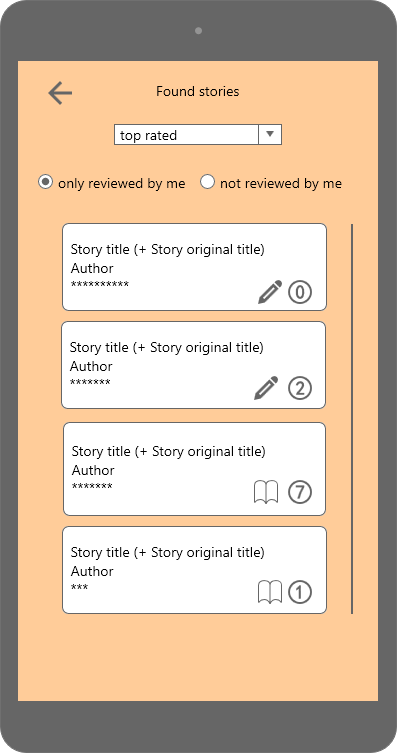 Found stories
top rated
only reviewed by me not reviewed by me
Story title (+ Story original title)
Author
**********
0
Story title (+ Story original title)
Author
*******
2
Story title (+ Story original title)
Author
*******
7
Story title (+ Story original title)
Author
***
1